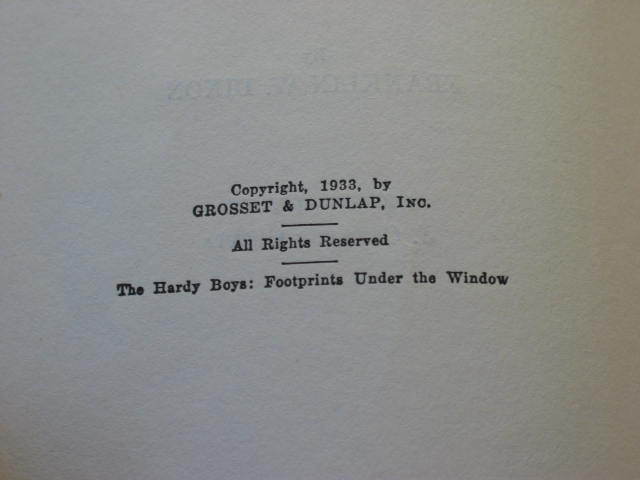 Copyright, 1933, by
GROSSET & DUNLAP, INC.
All Rights Reserved
The Hardy Boys: Footprints Under the Window